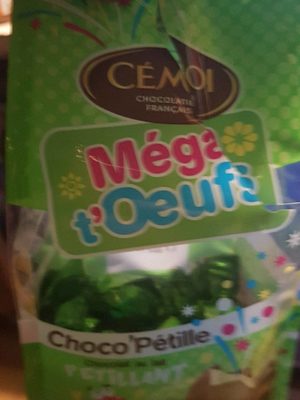 CÉMOI
CHOCOLATIER
FRANÇAIS
Méga
t'Oeufs
Choco'Pétille